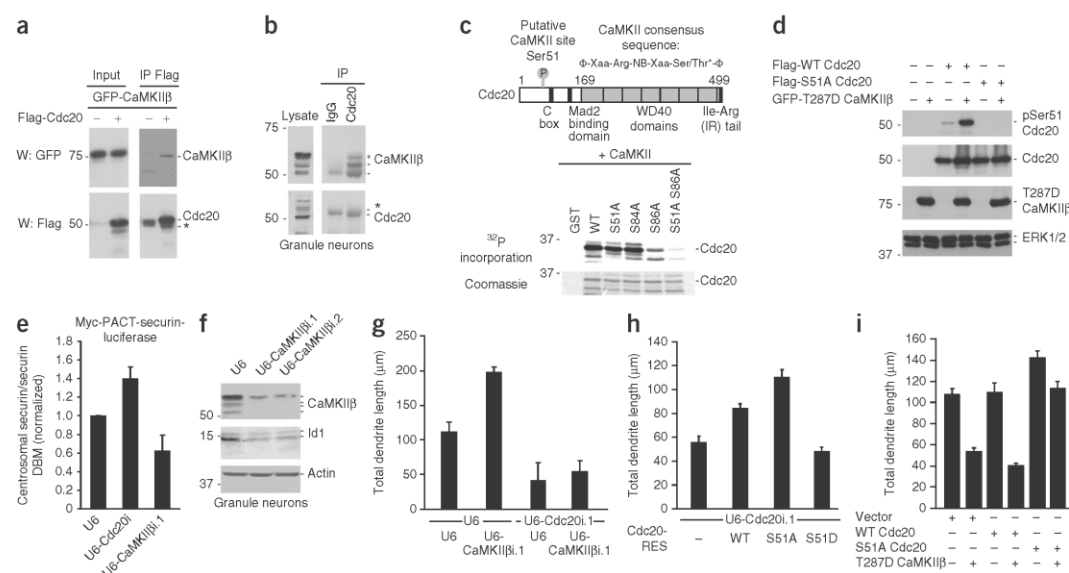 a
Input IP Flag
GFP-CaMKIIβ
Flag-Cdc20 – + – +
W: GFP 75 CaMKIIβ
W: Flag 50 Cdc20
*
b
IP
Lysate IgG Cdc20
75
CaMKIIβ
*
50
*
50 Cdc20
Granule neurons
c
Putative CaMKII site Ser51
CaMKII consensus sequence:
Φ-Xaa-Arg-NB-Xaa-Ser/Thr*-Φ
P
1 169 499
Cdc20
C box
Mad2 binding domain
WD40 domains
Ile-Arg (IR) tail
+ CaMKII
GST WT S51A S84A S86A S51A S86A
37
32P incorporation Cdc20
37
Coomassie Cdc20
d
Flag-WT Cdc20 – – + + – –
Flag-S51A Cdc20 – – – – + +
GFP-T287D CaMKIIβ – + – + – +
50 pSer51 Cdc20
50 Cdc20
75 T287D CaMKIIβ
50 ERK1/2
e
Myc-PACT-securin-luciferase
Centrosomal securin/securin DBM (normalized)
1.8
1.6
1.4
1.2
1.0
0.8
0.6
0.4
0.2
0
U6 U6-Cdc20i U6-CaMKIIβi.1
f
U6 U6-CaMKIIβi.1 U6-CaMKIIβi.2
CaMKIIβ
50
15 Id1
Actin
37
Granule neurons
g
Total dendrite length (μm)
250
200
150
100
50
0
U6 U6-Cdc20i.1
U6 U6-CaMKIIβi.1 U6 U6-CaMKIIβi.1
h
Total dendrite length (μm)
140
120
100
80
60
40
20
0
U6-Cdc20i.1
Cdc20-RES – WT S51A S51D
i
Total dendrite length (μm)
160
140
120
100
80
60
40
20
0
Vector + + – – – –
WT Cdc20 – – + + – –
S51A Cdc20 – – – – + +
T287D CaMKIIβ – + – + – +